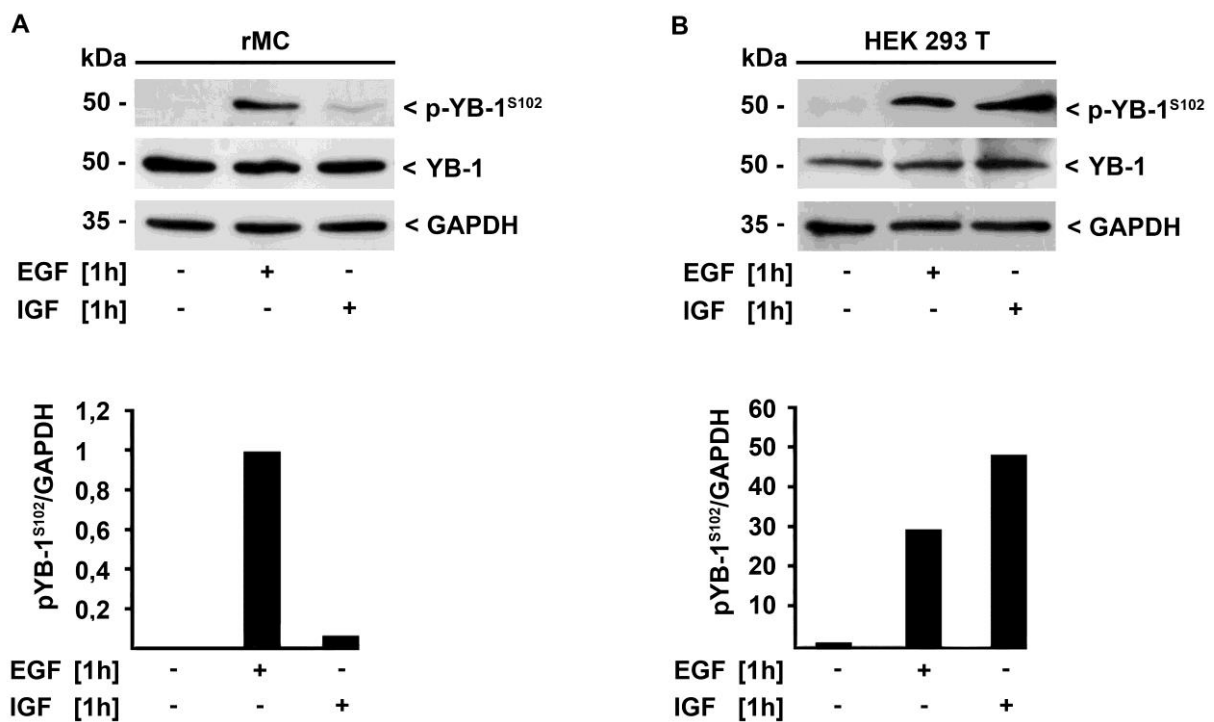 A
rMC
kDa
50 -
< p-YB-1S102
50 -
< YB-1
35 -
< GAPDH
EGF [1h] - + -
IGF [1h] - - +
B
HEK 293 T
kDa
50 -
< p-YB-1S102
50 -
< YB-1
35 -
< GAPDH
EGF [1h] - + -
IGF [1h] - - +
pYB-1S102/GAPDH
1,2
1
0,8
0,6
0,4
0,2
EGF [1h] - + -
IGF [1h] - - +
pYB-1S102/GAPDH
60
50
40
30
20
10
EGF [1h] - + -
IGF [1h] - - +